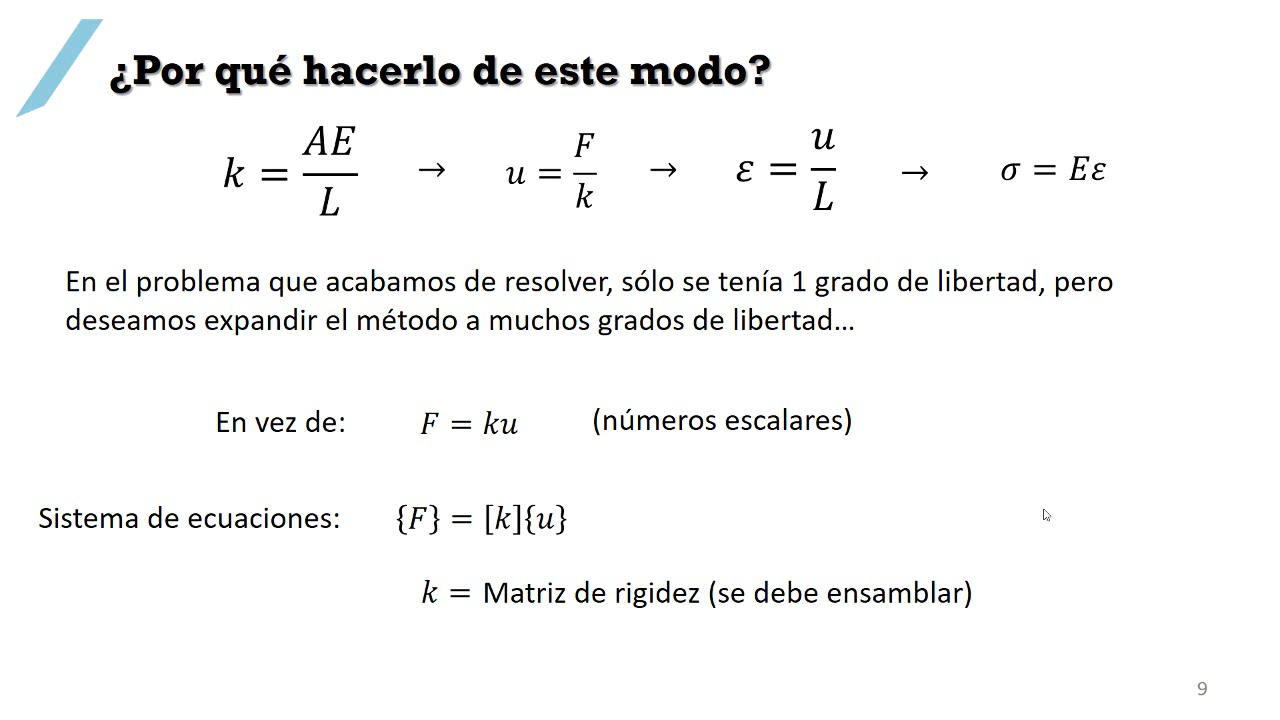 ¿Por qué hacerlo de este modo?
k = AE/L → u = F/k → ε = u/L → σ = Eε
En el problema que acabamos de resolver, sólo se tenía 1 grado de libertad, pero
deseamos expandir el método a muchos grados de libertad...
En vez de: F = ku (números escalares)
Sistema de ecuaciones: {F} = [k]{u}
k = Matriz de rigidez (se debe ensamblar)
9